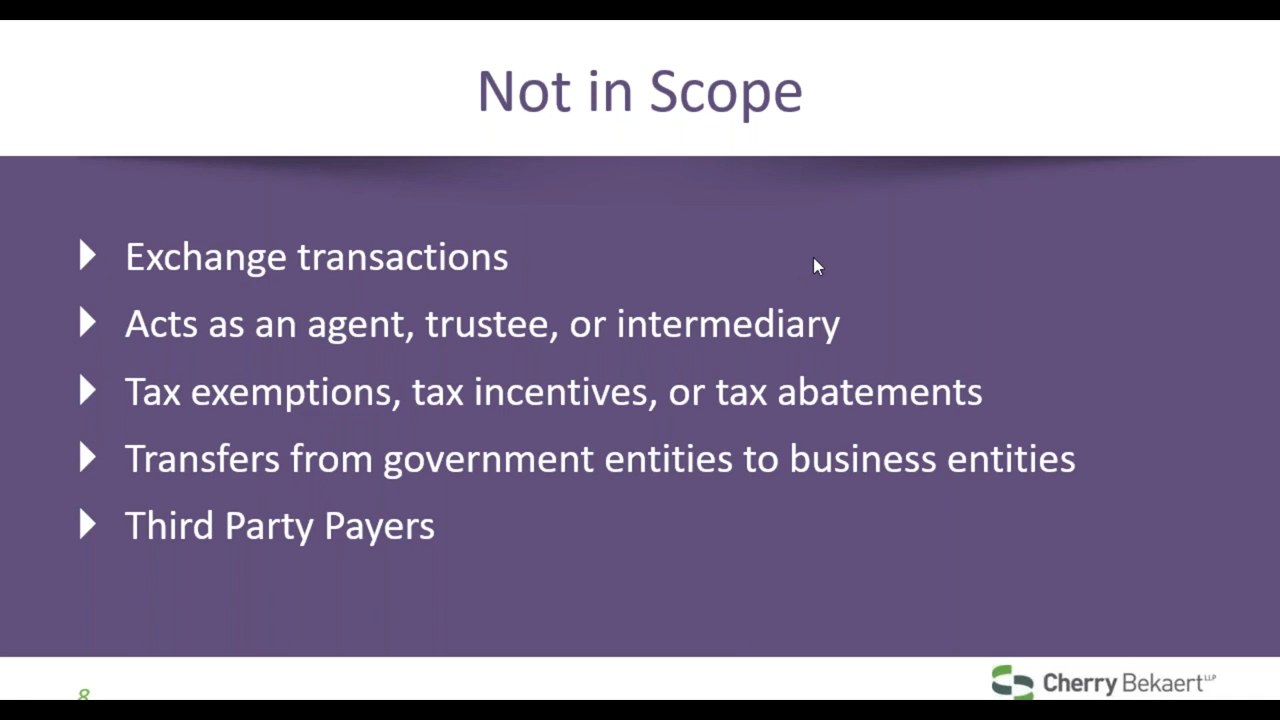 Not in Scope
Exchange transactions
Acts as an agent, trustee, or intermediary
Tax exemptions, tax incentives, or tax abatements
Transfers from government entities to business entities
Third Party Payers
8
Cherry Bekaert LLP